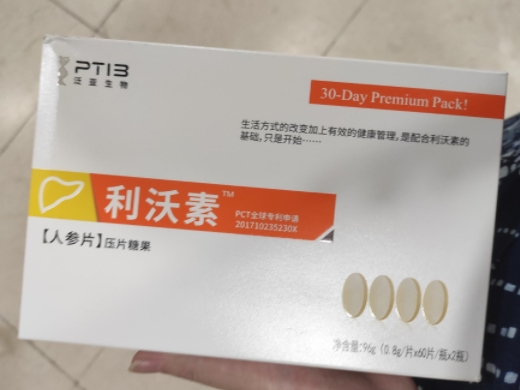 PTIB
泛亚生物
30-Day Premium Pack!
生活方式的改变加上有效的健康管理,是配合利沃素的
基础,只是开始……
利沃素™
PCT全球专利申请
201710235230X
【人参片】压片糖果
净含量:96g(0.8g/片x60片/瓶x2瓶)